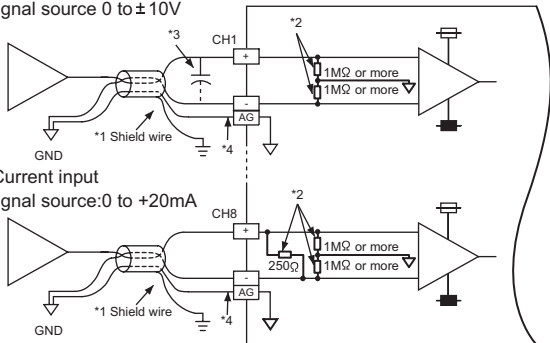 ignal source 0 to ± 10V
*3
CH1
*2
+
1MΩ or more
1MΩ or more
-
AG
*1 Shield wire
*4
GND
Current input
ignal source:0 to +20mA
CH8
*2
+
1MΩ or more
250Ω
1MΩ or more
-
AG
*1 Shield wire
*4
GND